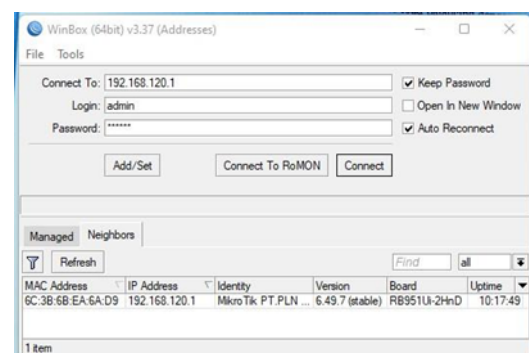 WinBox (64bit) v3.37 (Addresses)
File Tools
Connect To: 192.168.120.1
Keep Password
Login: admin
Open In New Window
Password: ******
Auto Reconnect
Add/Set Connect To RoMON Connect
Managed Neighbors
Refresh Find all
MAC Address IP Address Identity Version Board Uptime
6C:3B:6B:EA:6A:D9 192.168.120.1 MikroTik PT.PLN ... 6.49.7 (stable) RB951Ui-2HnD 10:17:49
1 item